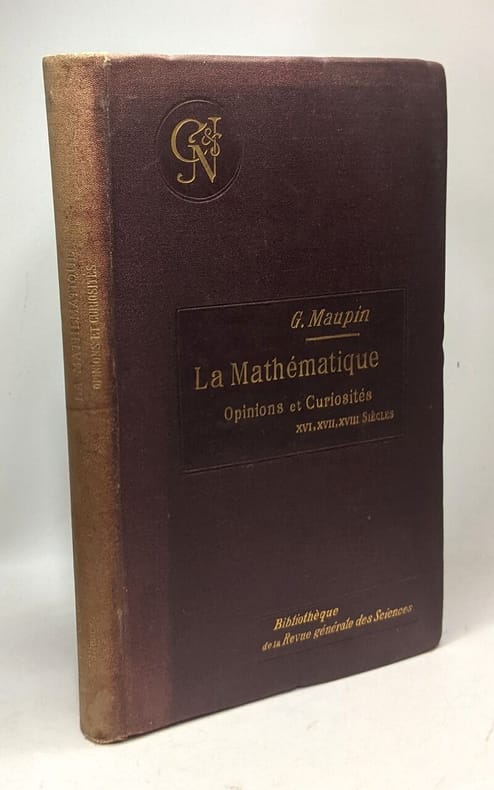 C&N
G. Maupin
La Mathématique
Opinions et Curiosités
XVI, XVII, XVIII SIÈCLES
Bibliothèque
de la Revue générale des Sciences
LA MATHÉMATIQUE
OPINIONS ET CURIOSITÉS